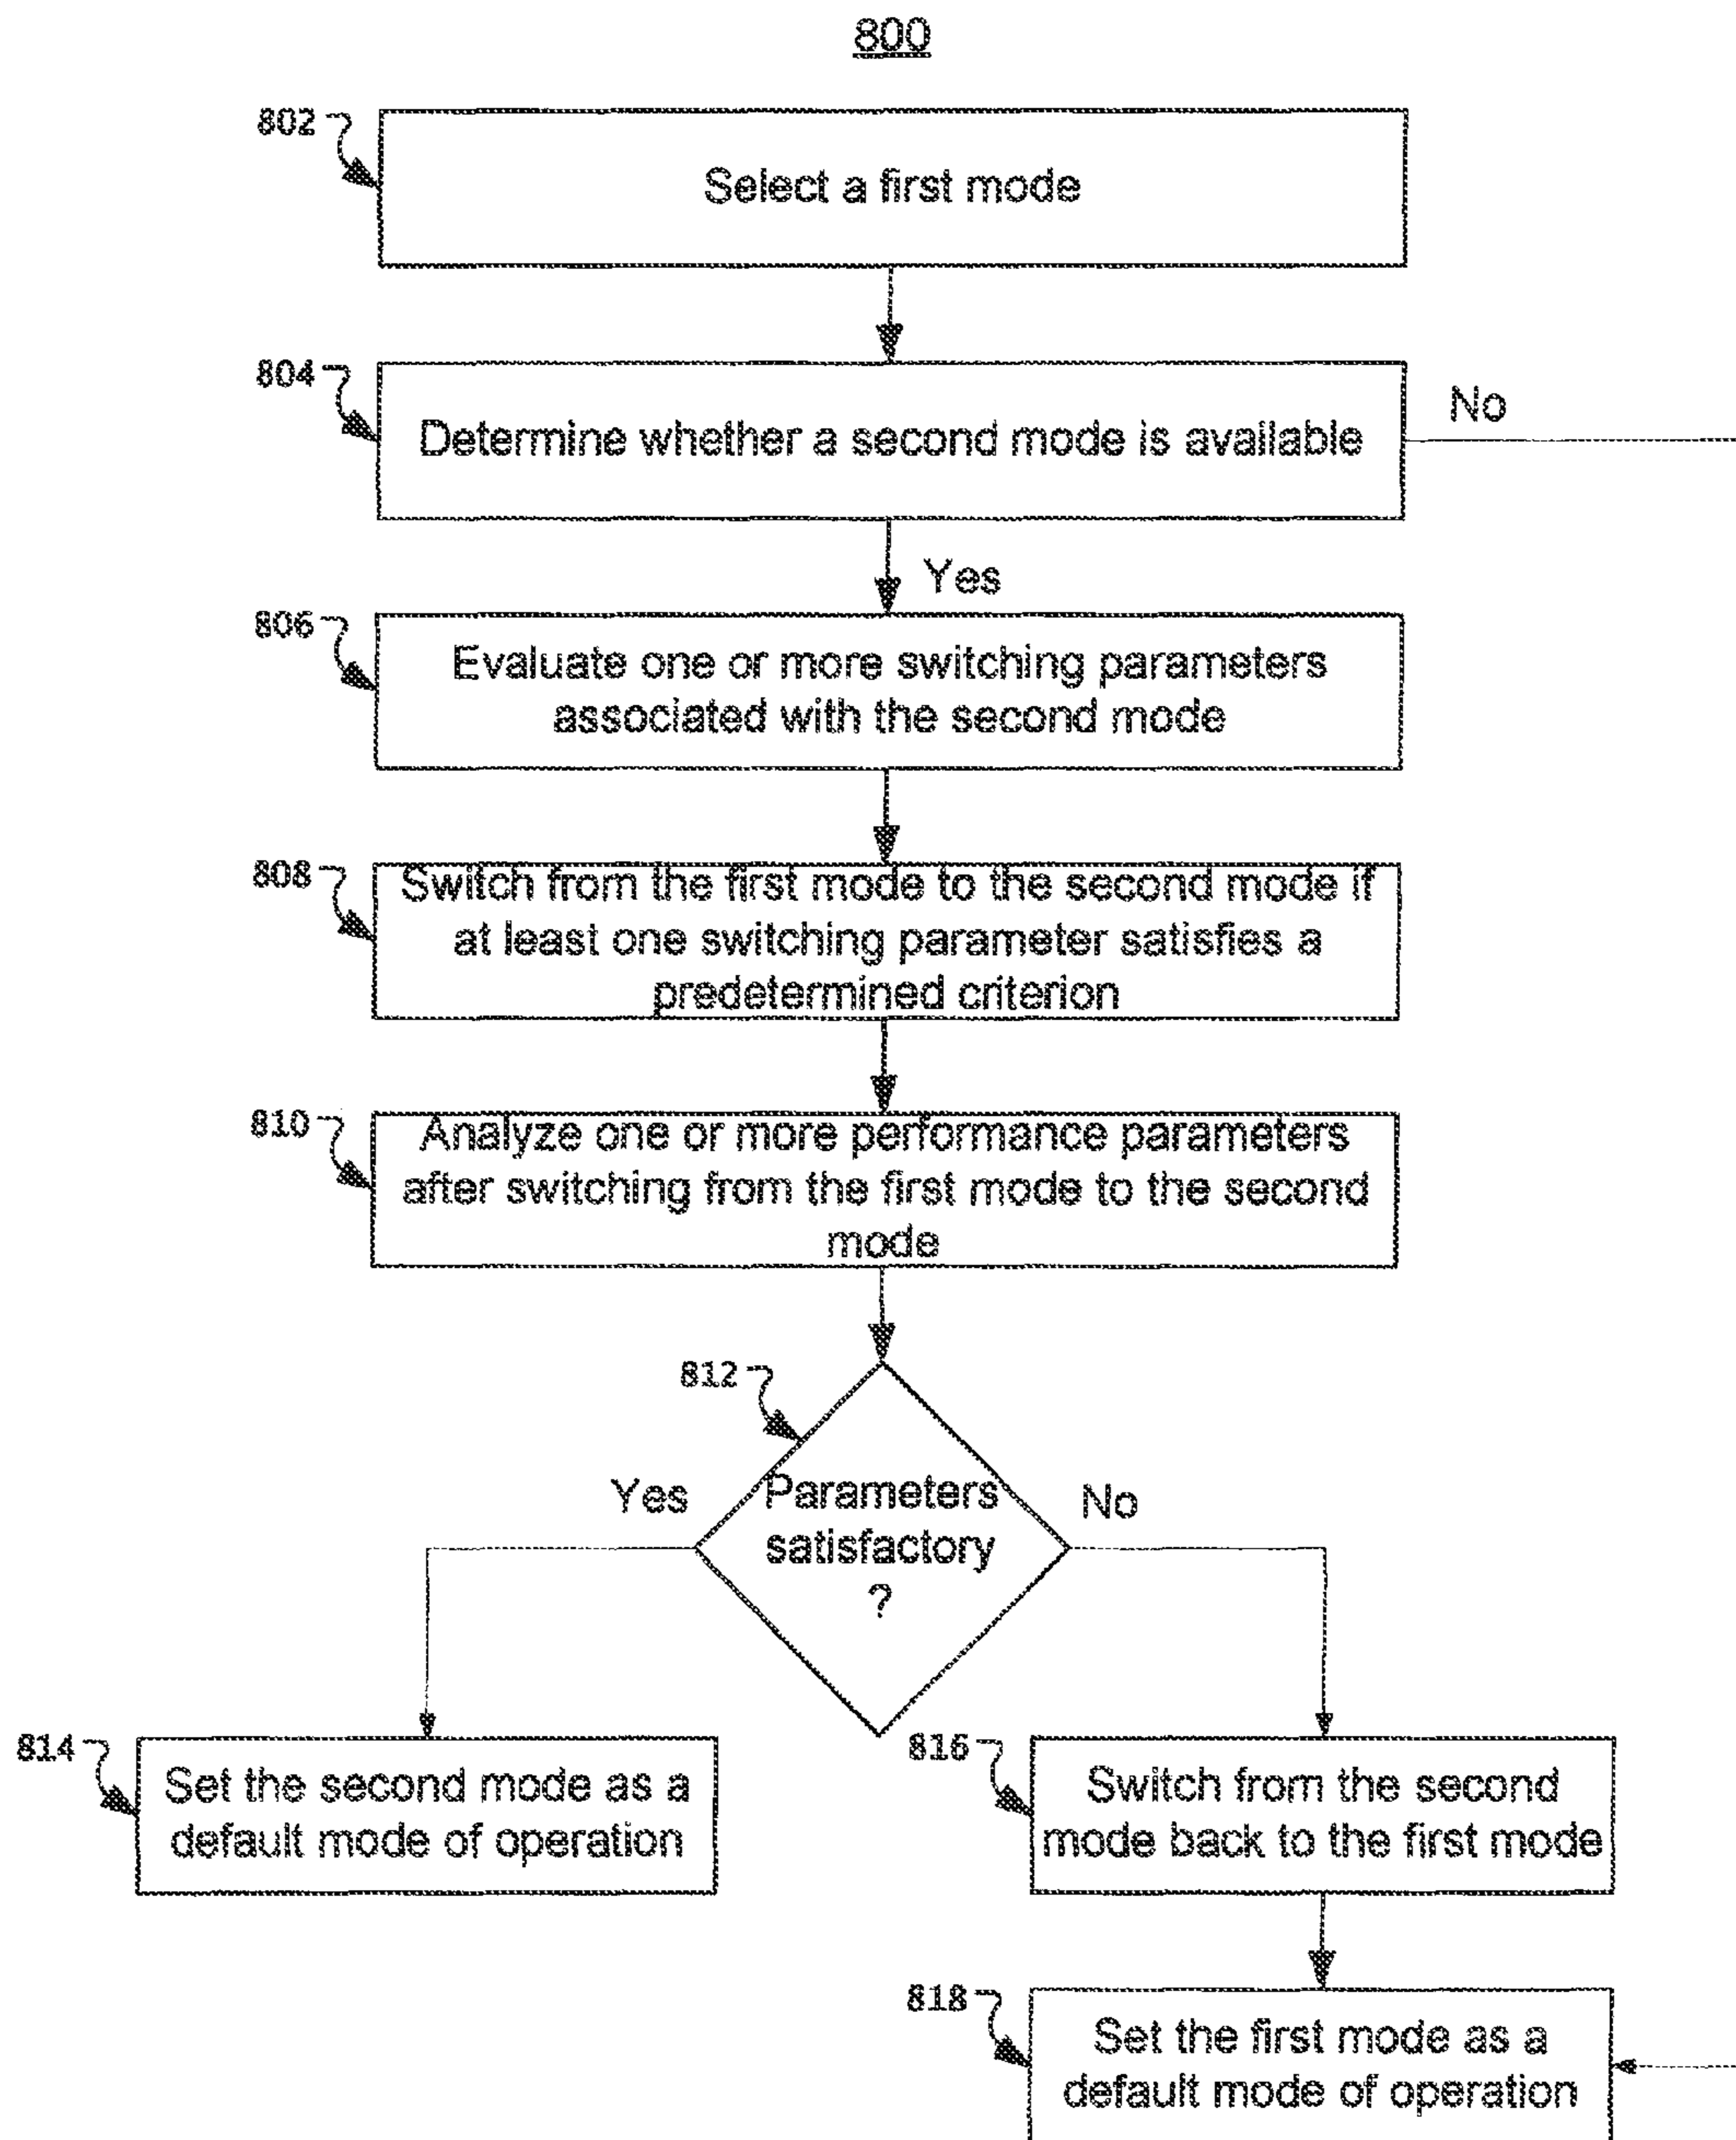 800
802
Select a first mode
804
Determine whether a second mode is available
No
Yes
806
Evaluate one or more switching parameters
associated with the second mode
808
Switch from the first mode to the second mode if
at least one switching parameter satisfies a
predetermined criterion
810
Analyze one or more performance parameters
after switching from the first mode to the second
mode
812
Yes
Parameters
satisfactory
?
No
814
Set the second mode as a
default mode of operation
816
Switch from the second
mode back to the first mode
818
Set the first mode as a
default mode of operation